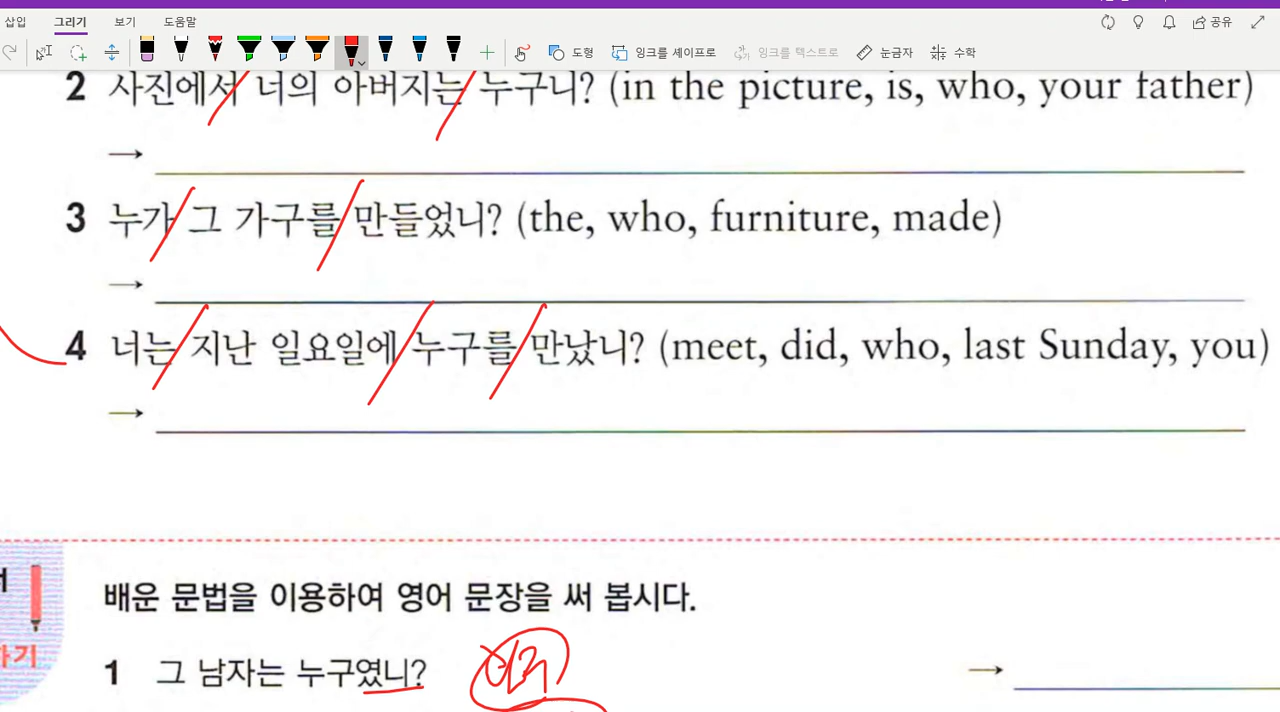 삽입 그리기 보기 도움말 공유
도형 잉크를 셰이프로 잉크를 텍스트로 눈금자 수학
2 사진에서 너의 아버지는 누구니? (in the picture, is, who, your father)
→
3 누가 그 가구를 만들었니? (the, who, furniture, made)
→
4 너는 지난 일요일에 누구를 만났니? (meet, did, who, last Sunday, you)
→
배운 문법을 이용하여 영어 문장을 써 봅시다.
1 그 남자는 누구였니? →